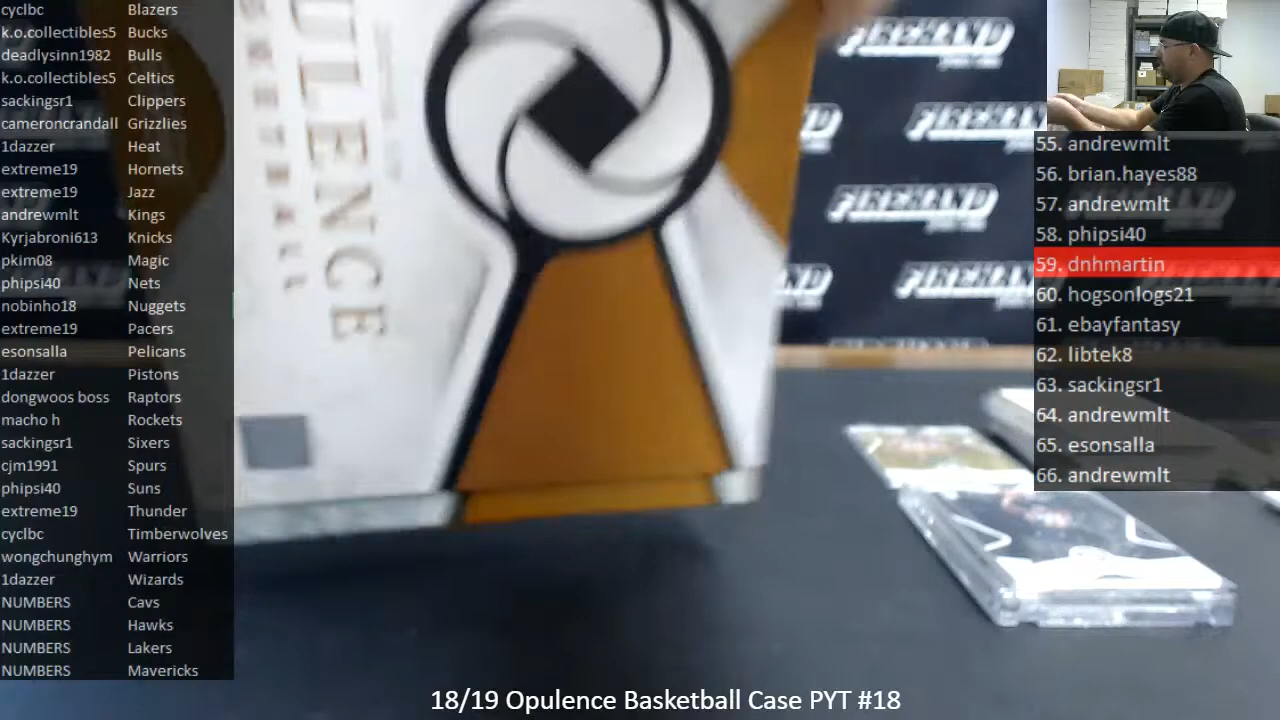 cyclbc Blazers
k.o.collectibles5 Bucks
deadlysinn1982 Bulls
k.o.collectibles5 Celtics
sackingsr1 Clippers
cameroncrandall Grizzlies
1dazzer Heat
extreme19 Hornets
extreme19 Jazz
andrewmlt Kings
Kyrjabroni613 Knicks
pkim08 Magic
phipsi40 Nets
nobinho18 Nuggets
extreme19 Pacers
esonsalla Pelicans
1dazzer Pistons
dongwoos boss Raptors
macho h Rockets
sackingsr1 Sixers
cjm1991 Spurs
phipsi40 Suns
extreme19 Thunder
cyclbc Timberwolves
wongchunghym Warriors
1dazzer Wizards
NUMBERS Cavs
NUMBERS Hawks
NUMBERS Lakers
NUMBERS Mavericks
ULENCE
FIREHAND
FIREHAND
FIREHAND
FIREHAND
55. andrewmlt
56. brian.hayes88
57. andrewmlt
58. phipsi40
59. dnhmartin
60. hogsonlogs21
61. ebayfantasy
62. libtek8
63. sackingsr1
64. andrewmlt
65. esonsalla
66. andrewmlt
18/19 Opulence Basketball Case PYT #18